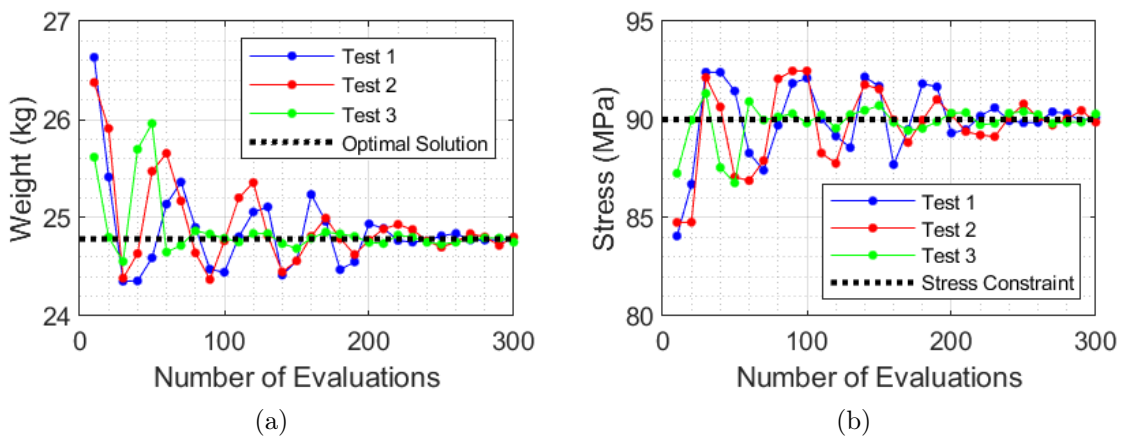 27
26
25
24
Weight (kg)
Test 1
Test 2
Test 3
Optimal Solution
0
100
200
300
Number of Evaluations
(a)
95
90
85
80
Stress (MPa)
Test 1
Test 2
Test 3
Stress Constraint
0
100
200
300
Number of Evaluations
(b)